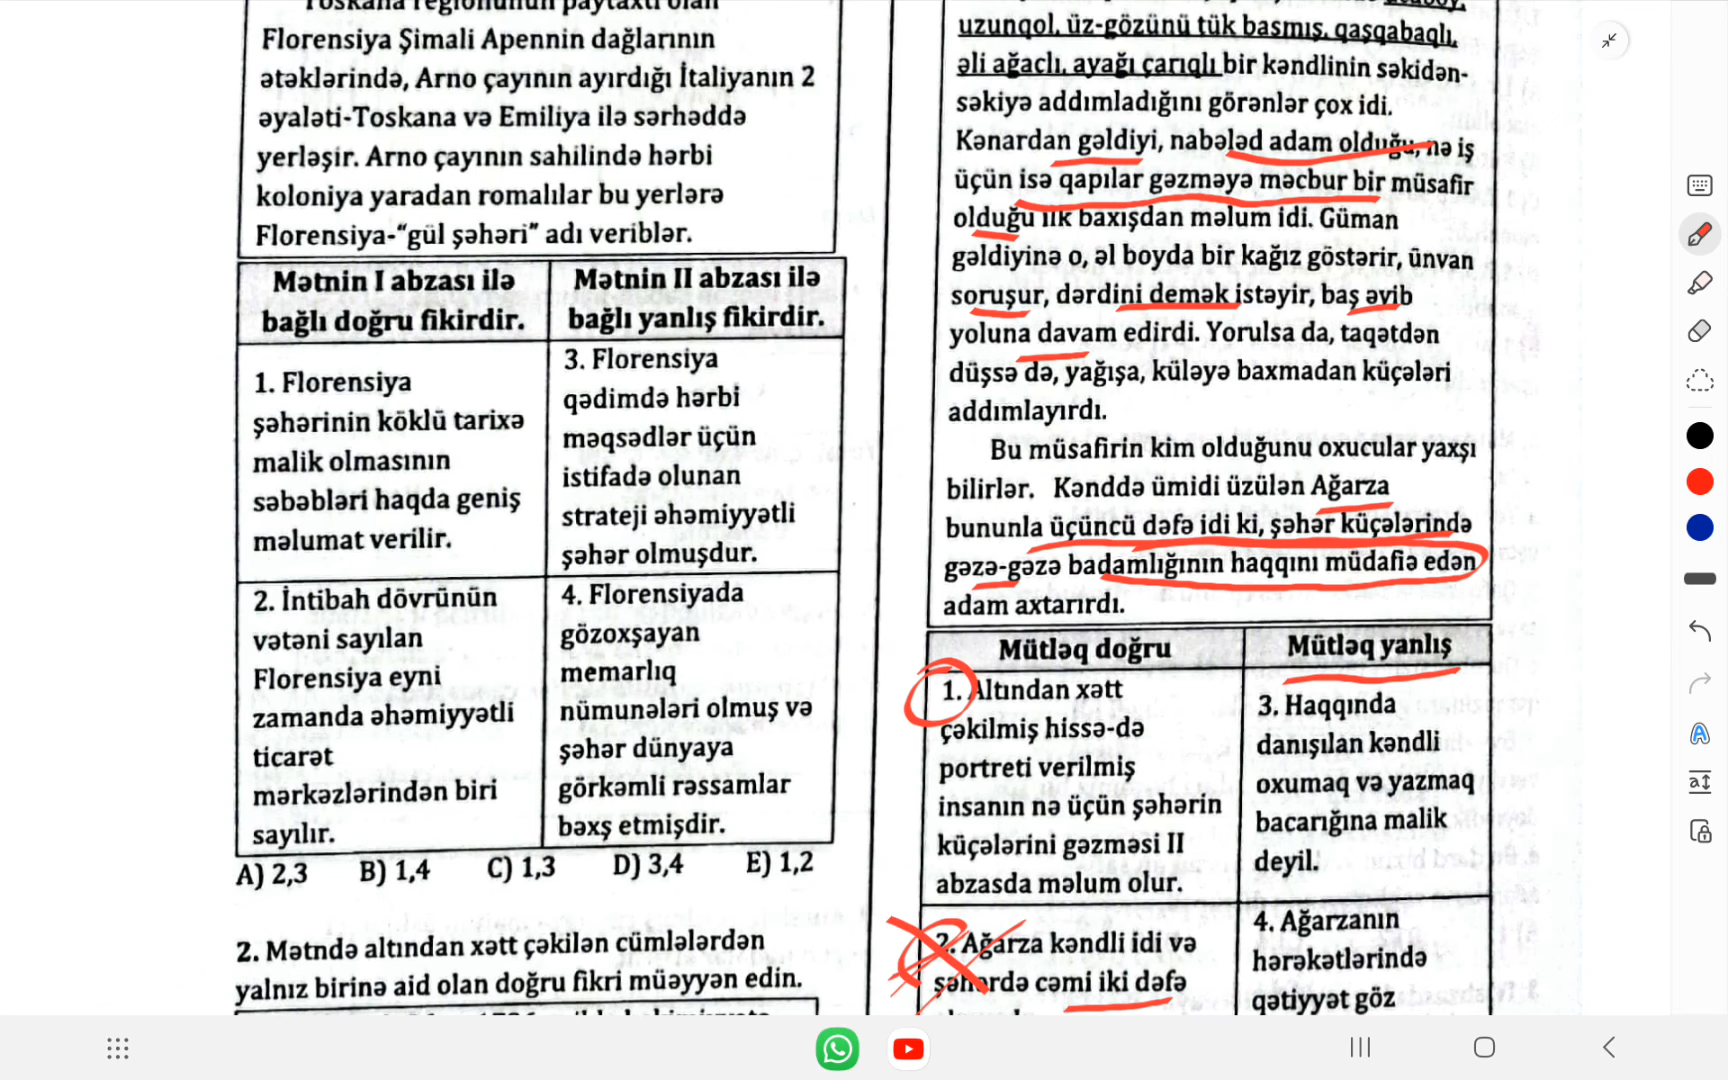 Toskana regionunun paytaxtı olan
Florensiya Şimali Apennin dağlarının
ətəklərində, Arno çayının ayırdığı İtaliyanın 2
əyaləti-Toskana və Emiliya ilə sərhəddə
yerləşir. Arno çayının sahilində hərbi
koloniya yaradan romalılar bu yerlərə
Florensiya-“gül şəhəri” adı veriblər.
Mətnin I abzası ilə
bağlı doğru fikirdir.
Mətnin II abzası ilə
bağlı yanlış fikirdir.
1. Florensiya
şəhərinin köklü tarixə
malik olmasının
səbəbləri haqda geniş
məlumat verilir.
3. Florensiya
qədimdə hərbi
məqsədlər üçün
istifadə olunan
strateji əhəmiyyətli
şəhər olmuşdur.
2. İntibah dövrünün
vətəni sayılan
Florensiya eyni
zamanda əhəmiyyətli
ticarət
mərkəzlərindən biri
sayılır.
4. Florensiyada
gözoxşayan
memarlıq
nümunələri olmuş və
şəhər dünyaya
görkəmli rəssamlar
bəxş etmişdir.
A) 2,3 B) 1,4 C) 1,3 D) 3,4 E) 1,2
2. Mətndə altından xətt çəkilən cümlələrdən
yalnız birinə aid olan doğru fikri müəyyən edin.
uzunqol, üz-gözünü tük basmış, qaşqabaqlı,
əli ağaclı, ayağı çarıqlı bir kəndlinin səkidən-
səkiyə addımladığını görənlər çox idi.
Kənardan gəldiyi, nabələd adam olduğu, nə iş
üçün isə qapılar gəzməyə məcbur bir müsafir
olduğu ilk baxışdan məlum idi. Güman
gəldiyinə o, əl boyda bir kağız göstərir, ünvan
soruşur, dərdini demək istəyir, baş əyib
yoluna davam edirdi. Yorulsa da, taqətdən
düşsə də, yağışa, küləyə baxmadan küçələri
addımlayırdı.
Bu müsafirin kim olduğunu oxucular yaxşı
bilirlər. Kənddə ümidi üzülən Ağarza
bununla üçüncü dəfə idi ki, şəhər küçələrində
gəzə-gəzə badamlığının haqqını müdafiə edən
adam axtarırdı.
Mütləq doğru
Mütləq yanlış
1. Altından xətt
çəkilmiş hissə-də
portreti verilmiş
insanın nə üçün şəhərin
küçələrini gəzməsi II
abzasda məlum olur.
3. Haqqında
danışılan kəndli
oxumaq və yazmaq
bacarığına malik
deyil.
2. Ağarza kəndli idi və
şəhərdə cəmi iki dəfə
4. Ağarzanın
hərəkətlərində
qətiyyət göz